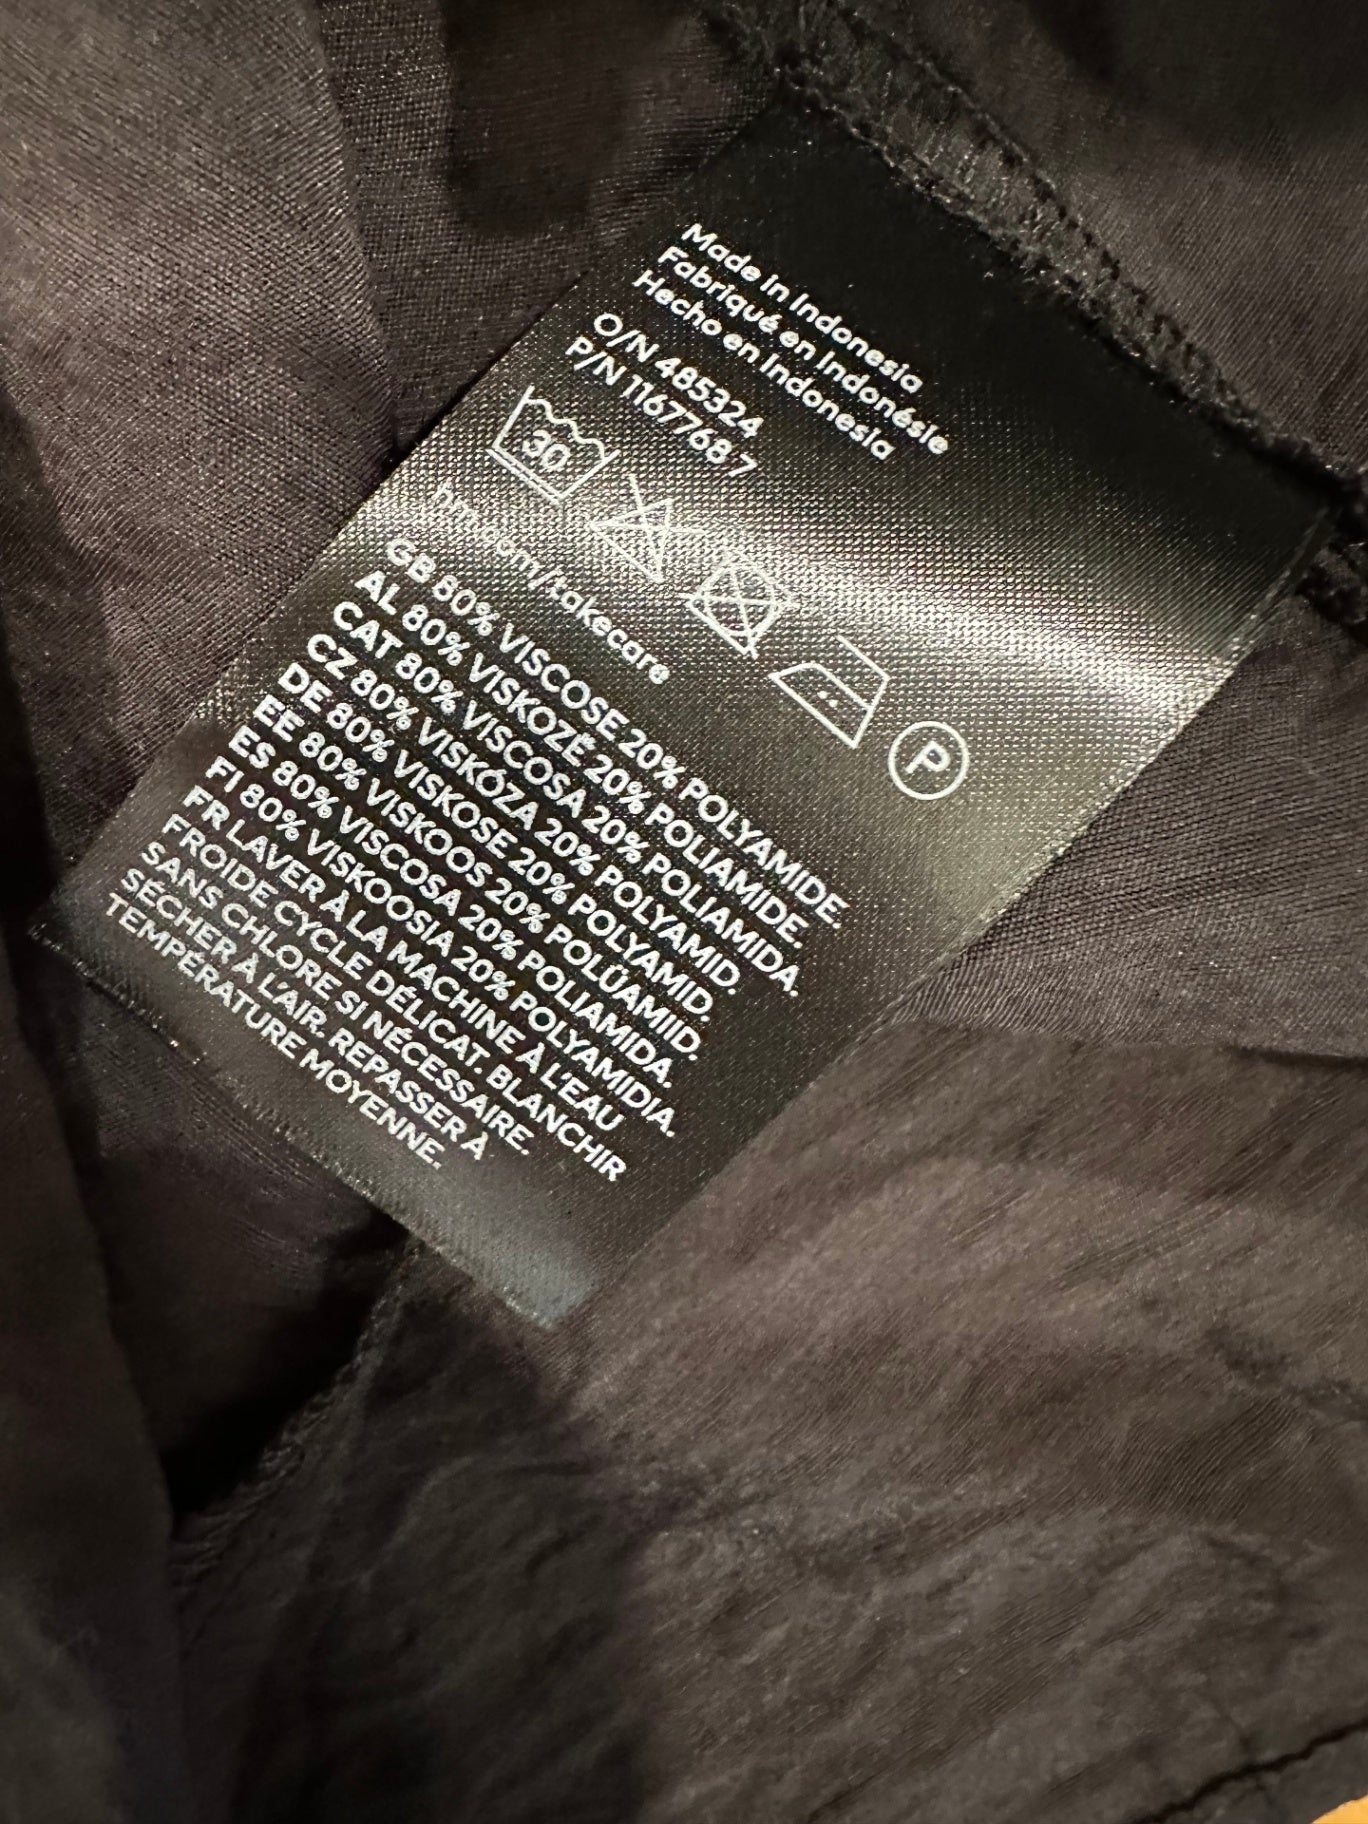 Made in Indonesia
Fabriqué en Indonésie
Hecho en Indonesia
O/N 485324
P/N 1167768 7
30
P
hm.com/takecare
GB 80% VISCOSE 20% POLYAMIDE.
AL 80% VISKOZË 20% POLIAMIDE.
CAT 80% VISCOSA 20% POLIAMIDA.
CZ 80% VISKÓZA 20% POLYAMID.
DE 80% VISKOSE 20% POLYAMID.
EE 80% VISKOOS 20% POLÜAMIID.
ES 80% VISCOSA 20% POLIAMIDA.
FI 80% VISKOOSIA 20% POLYAMIDIA.
FR LAVER À LA MACHINE À L'EAU
FROIDE CYCLE DÉLICAT. BLANCHIR
SANS CHLORE SI NÉCESSAIRE.
SÉCHER À L'AIR. REPASSER À
TEMPÉRATURE MOYENNE.